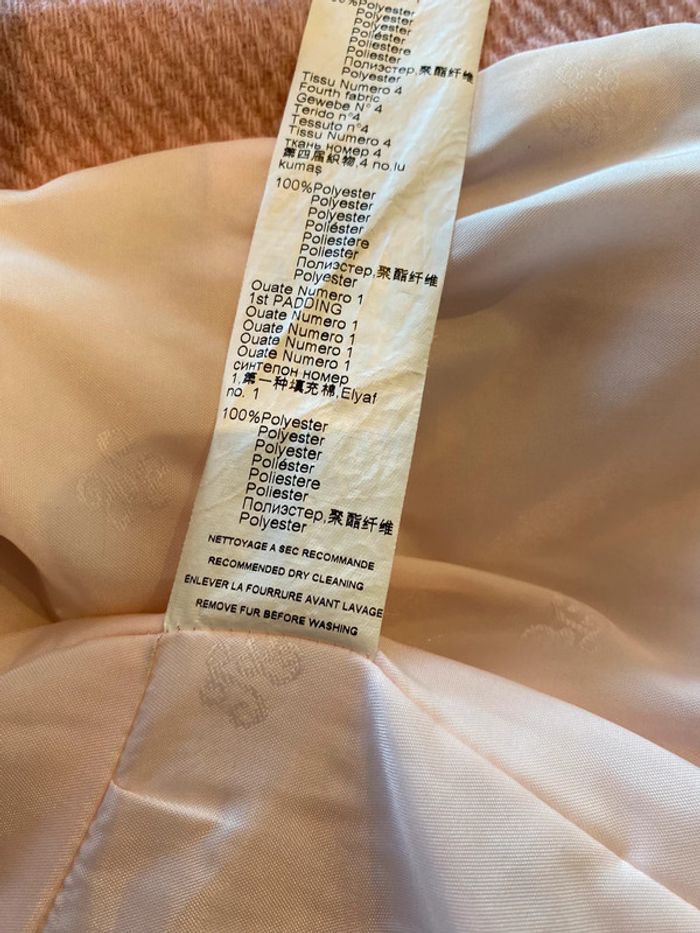 100%Polyester
Polyester
Polyester
Poliéster
Poliestere
Poliester
Полиэстер,聚酯纤维
Polyester
Tissu Numero 4
Fourth fabric
Gewebe N° 4
Terido n°4
Tessuto n°4
Tissu Numero 4
Ткань номер 4
第四届織物,4 no.lu
kumaş
100%Polyester
Polyester
Polyester
Poliéster
Poliestere
Poliester
Полиэстер,聚酯纤维
Polyester
Ouate Numero 1
1st PADDING
Ouate Numero 1
Ouate Numero 1
Ouate Numero 1
Ouate Numero 1
синтепон номер
1,第一种填充棉,Elyaf
no. 1
100%Polyester
Polyester
Polyester
Poliéster
Poliestere
Poliester
Полиэстер,聚酯纤维
Polyester
NETTOYAGE A SEC RECOMMANDE
RECOMMENDED DRY CLEANING
ENLEVER LA FOURRURE AVANT LAVAGE
REMOVE FUR BEFORE WASHING